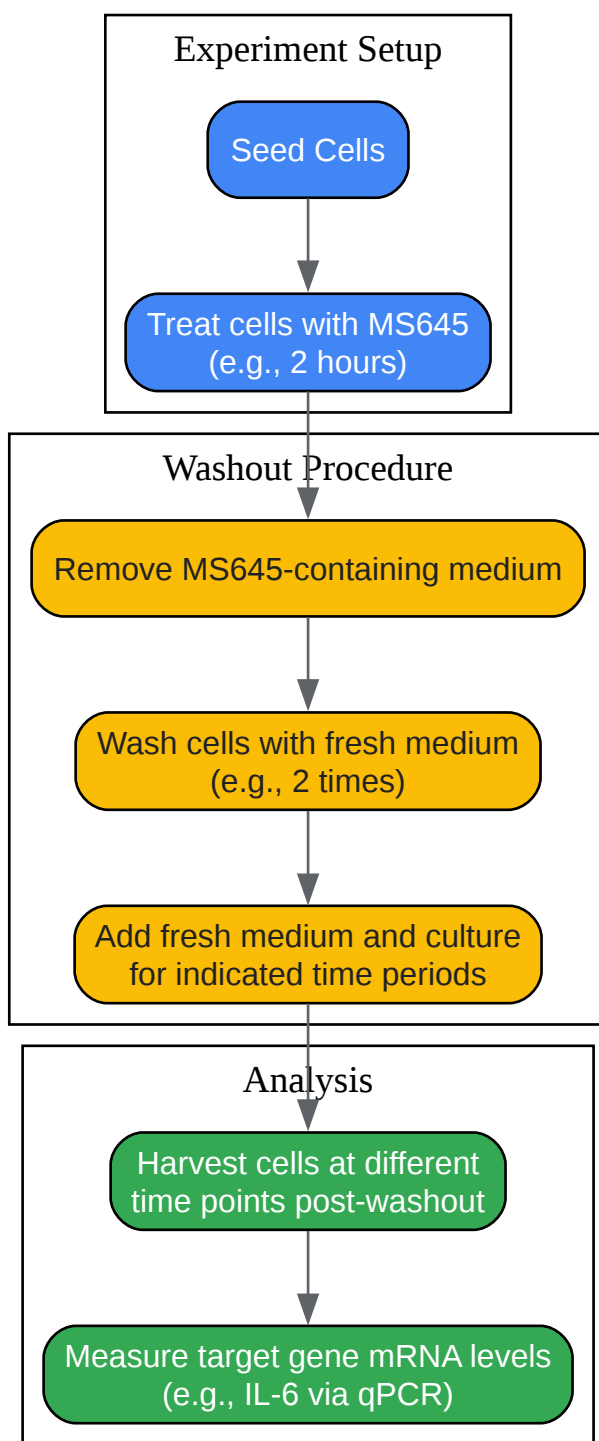 Experiment Setup
Seed Cells
Treat cells with MS645
(e.g., 2 hours)
Washout Procedure
Remove MS645-containing medium
Wash cells with fresh medium
(e.g., 2 times)
Add fresh medium and culture
for indicated time periods
Analysis
Harvest cells at different
time points post-washout
Measure target gene mRNA levels
(e.g., IL-6 via qPCR)